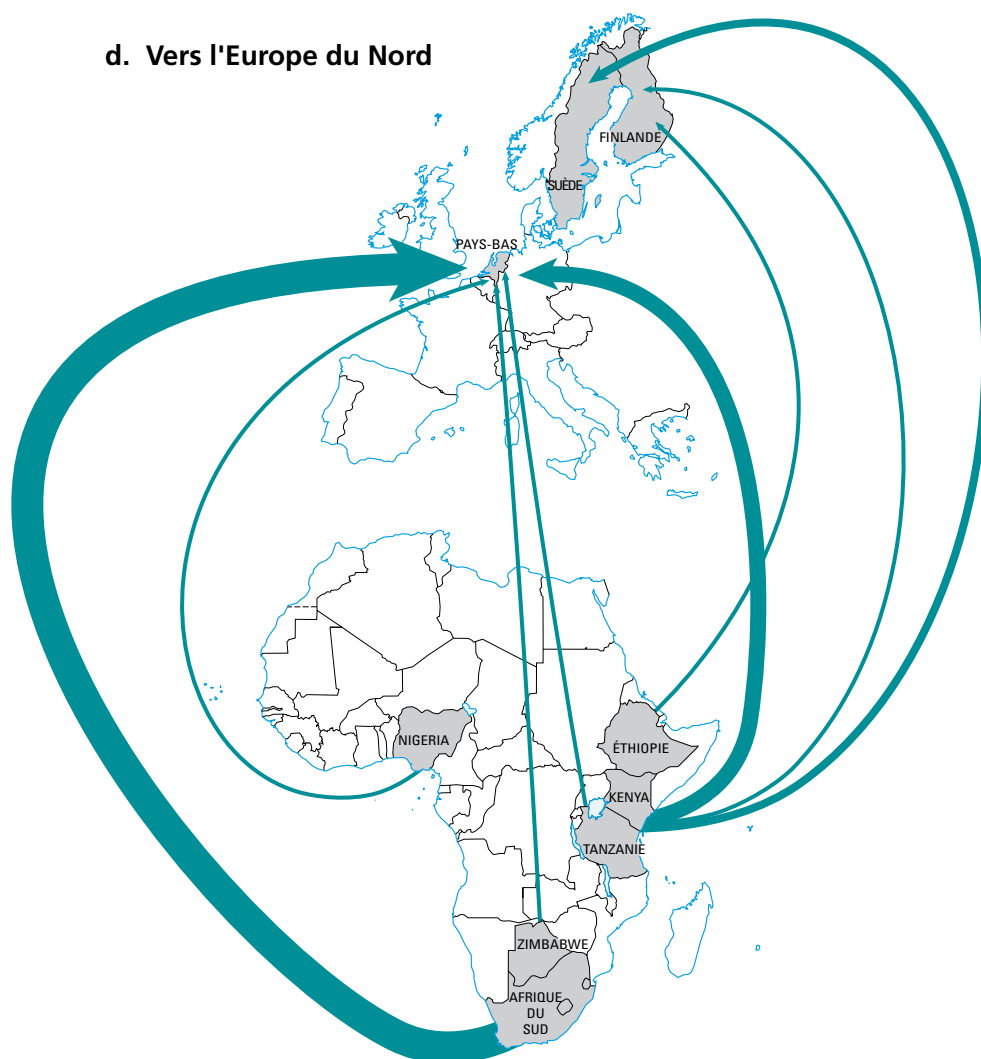 d. Vers l'Europe du Nord
FINLANDE
SUÈDE
PAYS-BAS
NIGERIA
ÉTHIOPIE
KENYA
TANZANIE
ZIMBABWE
AFRIQUE
DU
SUD